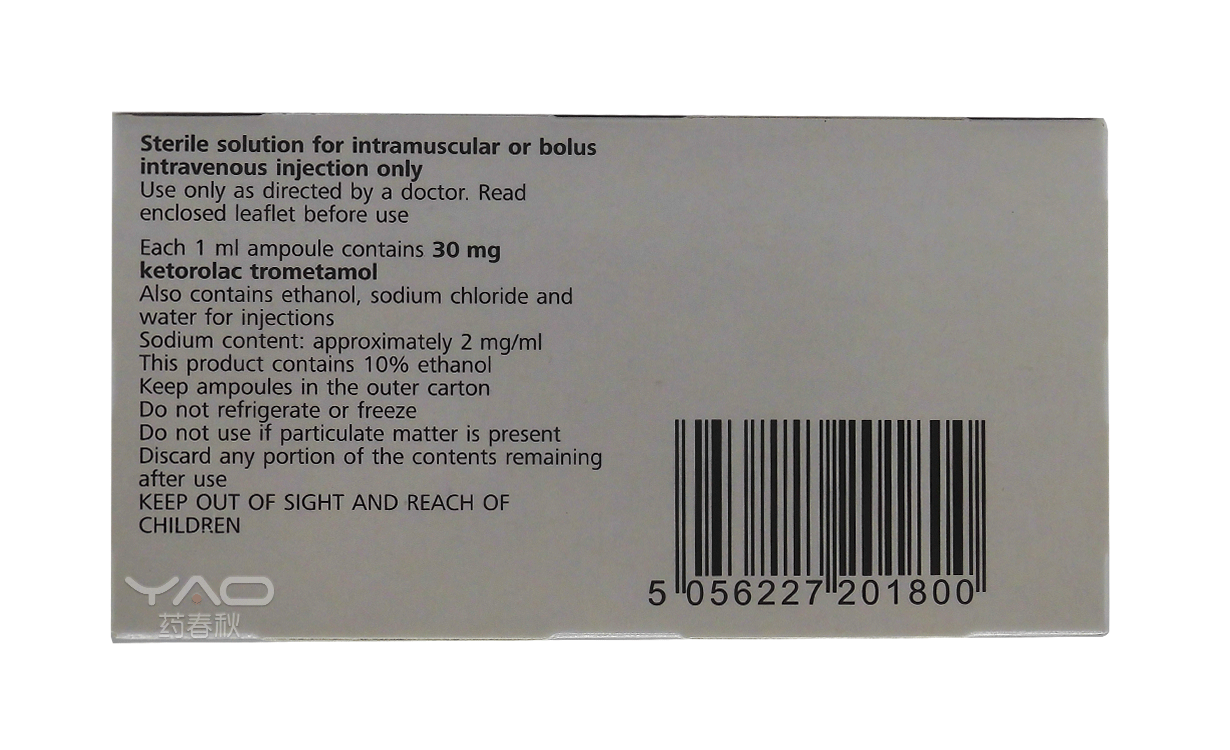 Sterile solution for intramuscular or bolus
intravenous injection only
Use only as directed by a doctor. Read
enclosed leaflet before use
Each 1 ml ampoule contains 30 mg
ketorolac trometamol
Also contains ethanol, sodium chloride and
water for injections
Sodium content: approximately 2 mg/ml
This product contains 10% ethanol
Keep ampoules in the outer carton
Do not refrigerate or freeze
Do not use if particulate matter is present
Discard any portion of the contents remaining
after use
KEEP OUT OF SIGHT AND REACH OF
CHILDREN
5 056227 201800
YAO
药春秋